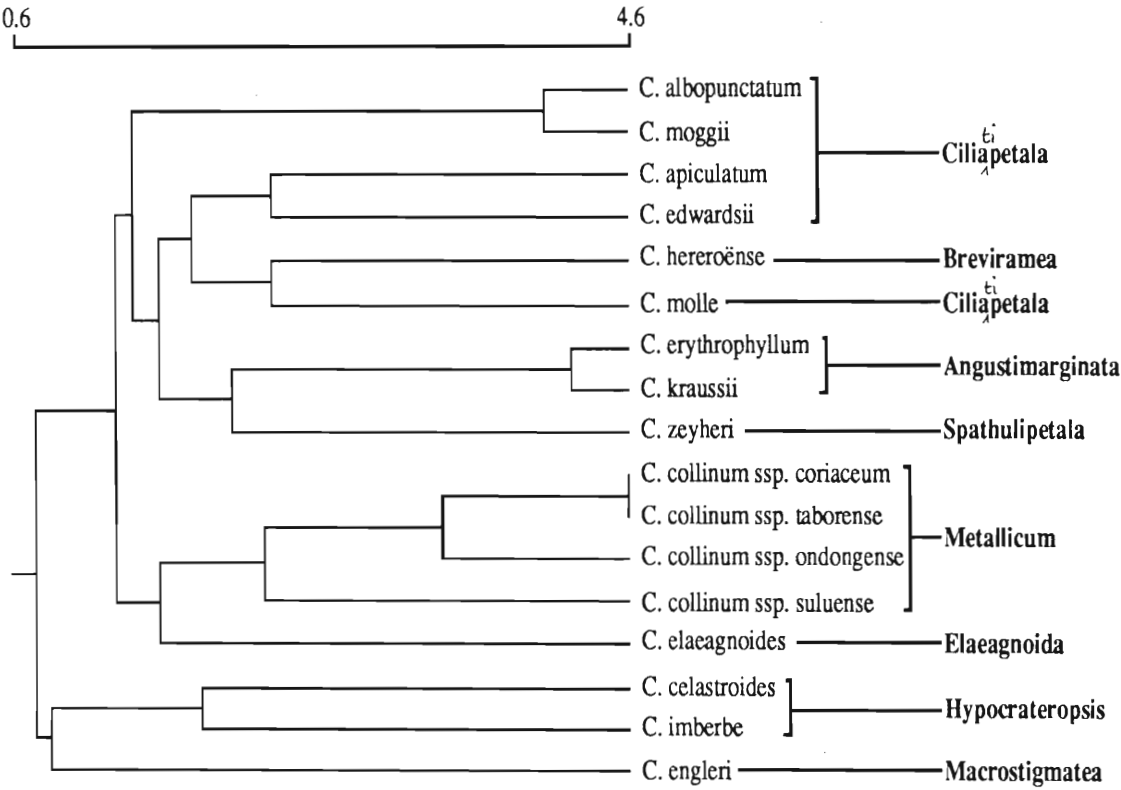 0.6 4.6
C. albopunctatum
C. moggii
ti
Ciliapetala
C. apiculatum
C. edwardsii
C. hereroënse Breviramea
ti
C. molle Ciliapetala
C. erythrophyllum
Angustimarginata
C. kraussii
C. zeyheri Spathulipetala
C. collinum ssp. coriaceum
C. collinum ssp. taborense
Metallicum
C. collinum ssp. ondongense
C. collinum ssp. suluense
C. elaeagnoides Elaeagnoida
C. celastroides
Hypocrateropsis
C. imberbe
C. engleri Macrostigmatea